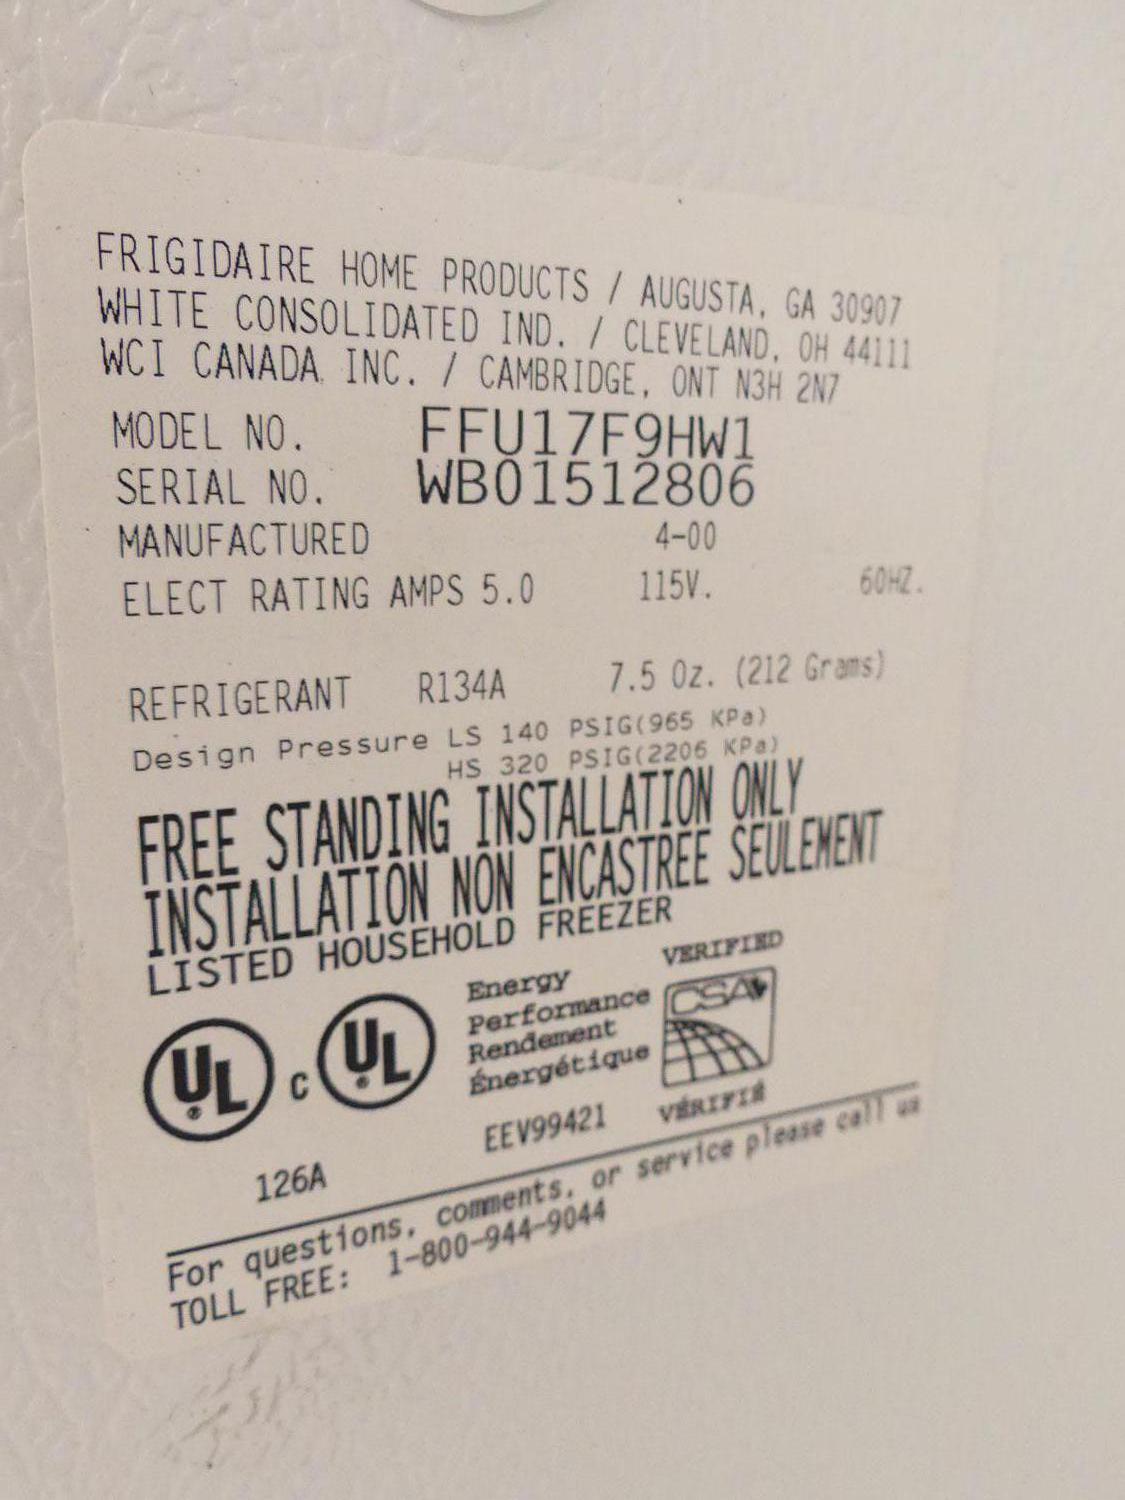 FRIGIDAIRE HOME PRODUCTS / AUGUSTA, GA 30907
WHITE CONSOLIDATED IND. / CLEVELAND, OH 44111
WCI CANADA INC. / CAMBRIDGE, ONT N3H 2N7
MODEL NO. FFU17F9HW1
SERIAL NO. WB01512806
MANUFACTURED 4-00
ELECT RATING AMPS 5.0 115V. 60HZ.
REFRIGERANT R134A 7.5 Oz. (212 Grams)
Design Pressure LS 140 PSIG(965 KPa)
HS 320 PSIG(2206 KPa)
FREE STANDING INSTALLATION ONLY
INSTALLATION NON ENCASTREE SEULEMENT
LISTED HOUSEHOLD FREEZER
UL c UL
Energy
Performance
Rendement
Énergétique
VERIFIED
CSA
VÉRIFIÉ
EEV99421
126A
For questions, comments, or service please call us
TOLL FREE: 1-800-944-9044